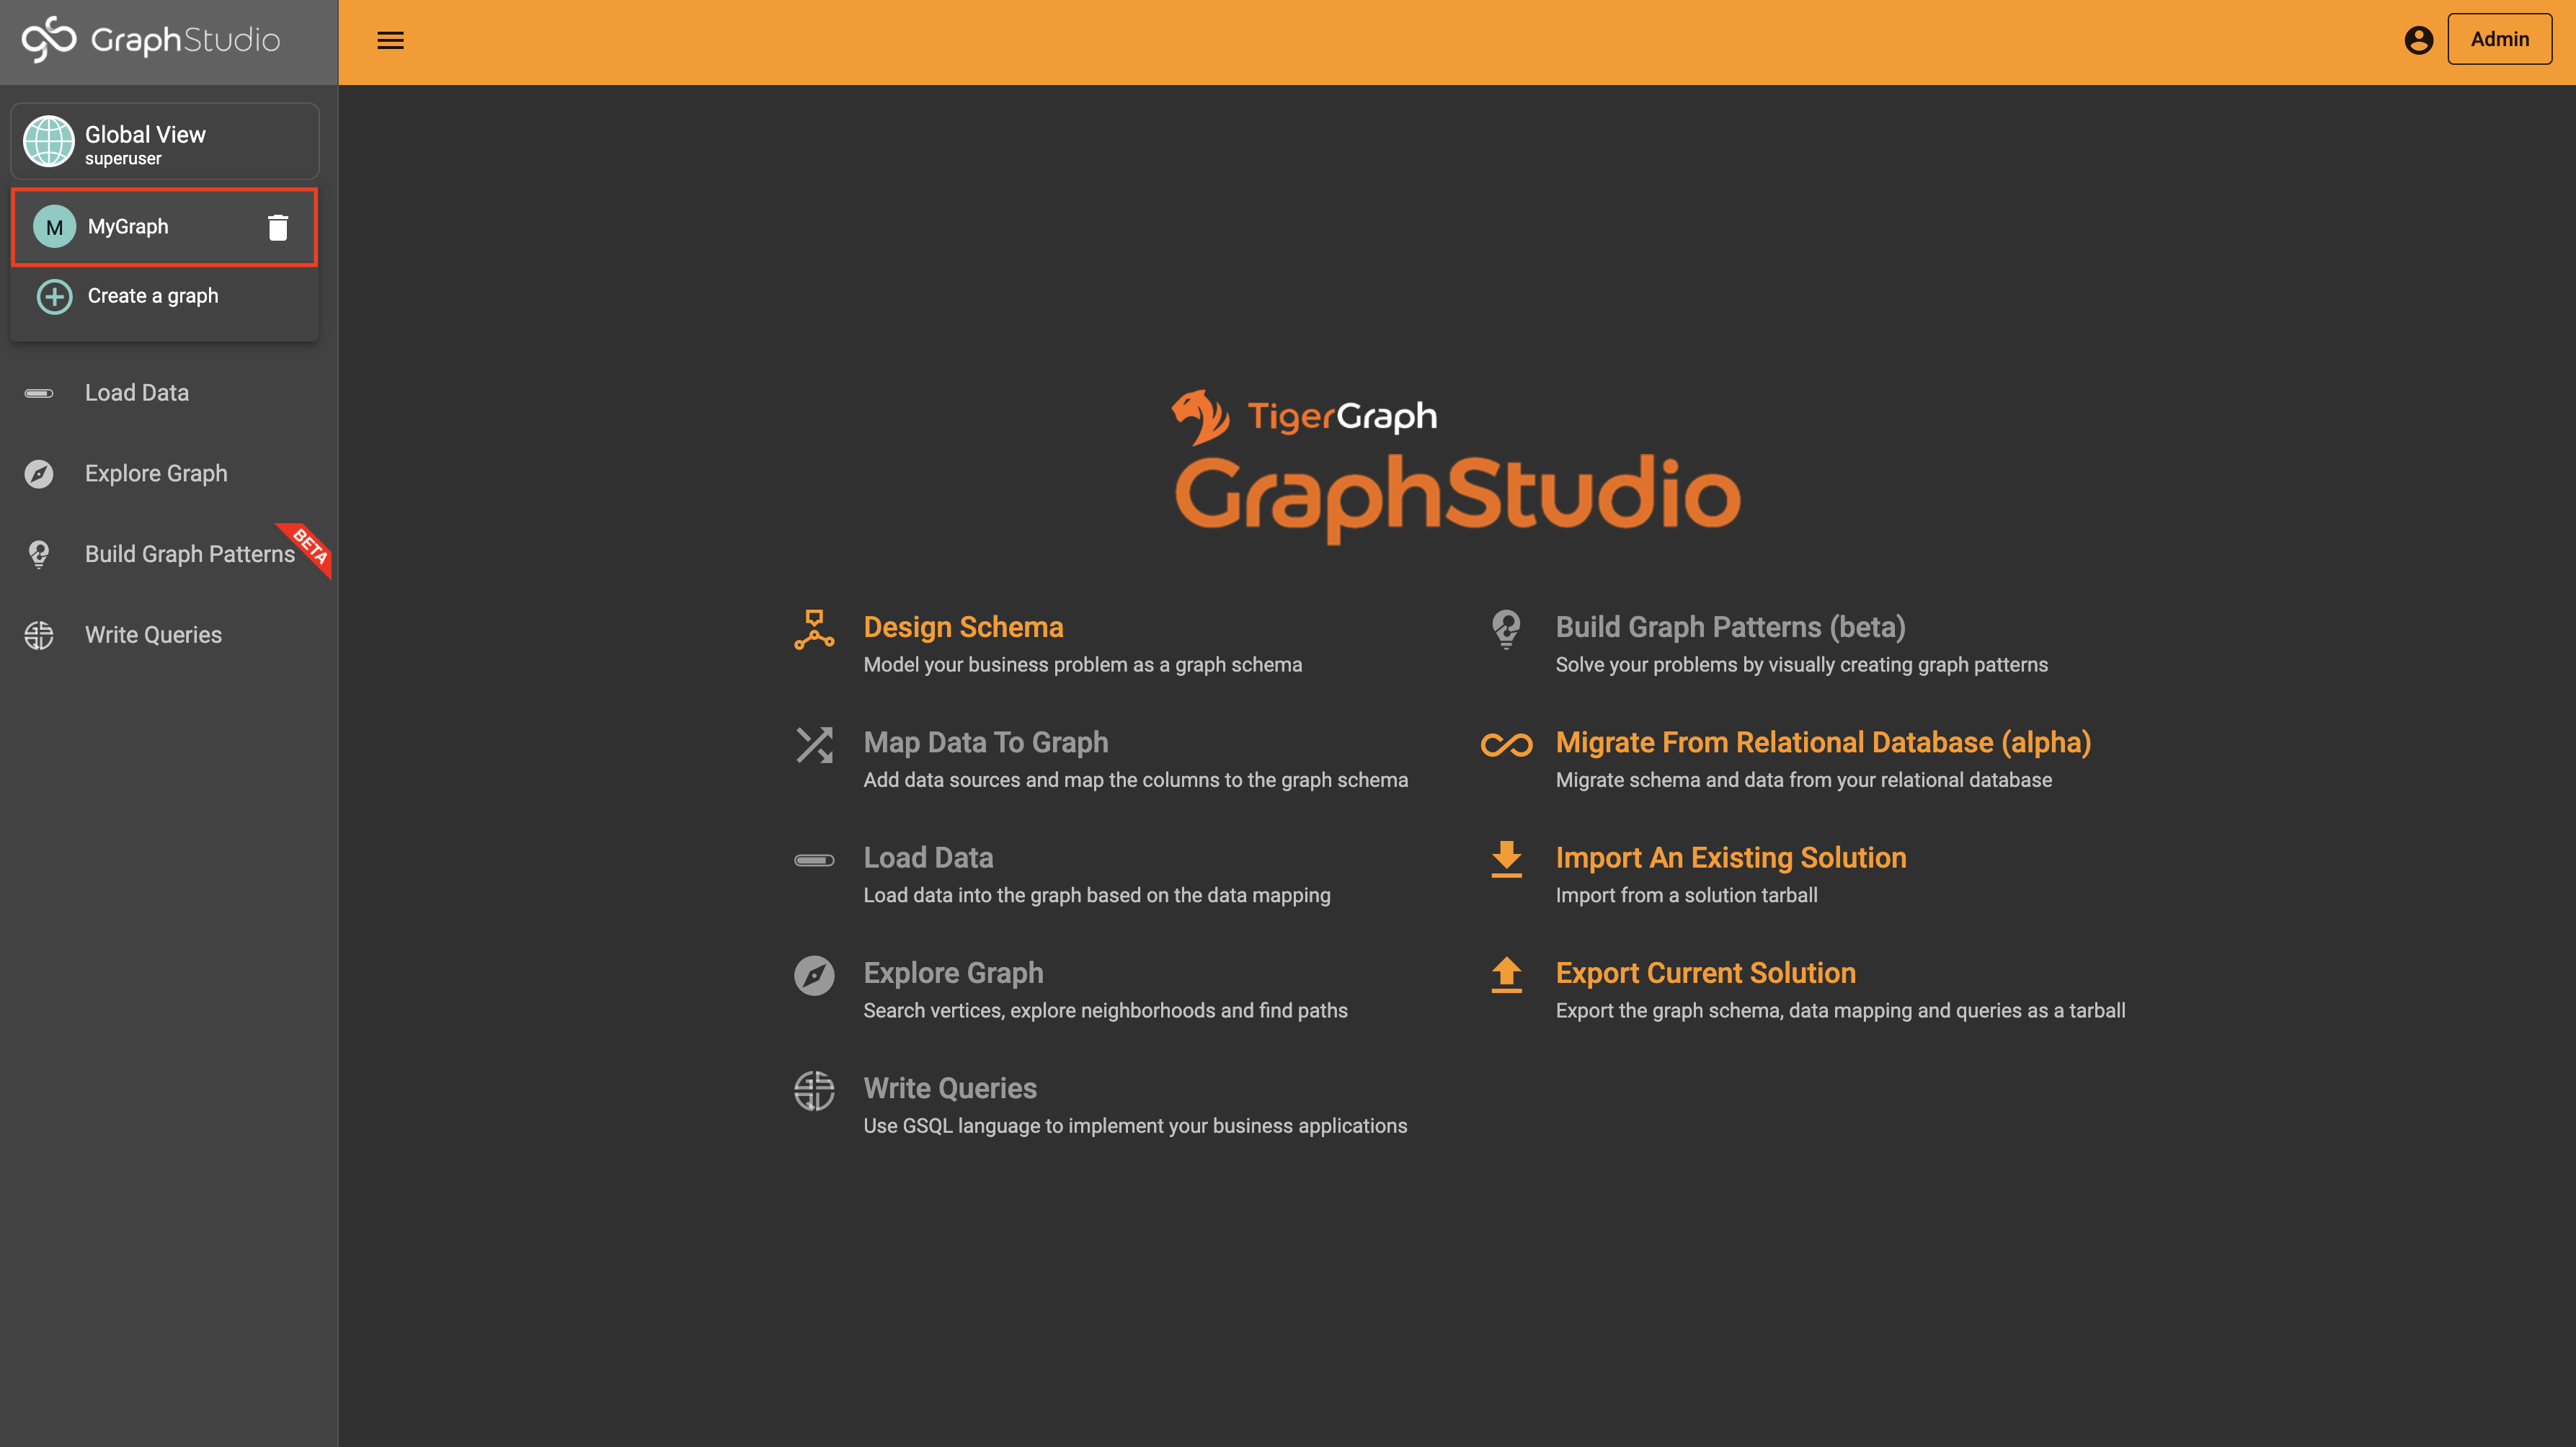 GraphStudio
Admin
Global View
superuser
M
MyGraph
Create a graph
Load Data
Explore Graph
Build Graph Patterns
BETA
Write Queries
TigerGraph
GraphStudio
Design Schema
Model your business problem as a graph schema
Map Data To Graph
Add data sources and map the columns to the graph schema
Load Data
Load data into the graph based on the data mapping
Explore Graph
Search vertices, explore neighborhoods and find paths
Write Queries
Use GSQL language to implement your business applications
Build Graph Patterns (beta)
Solve your problems by visually creating graph patterns
Migrate From Relational Database (alpha)
Migrate schema and data from your relational database
Import An Existing Solution
Import from a solution tarball
Export Current Solution
Export the graph schema, data mapping and queries as a tarball